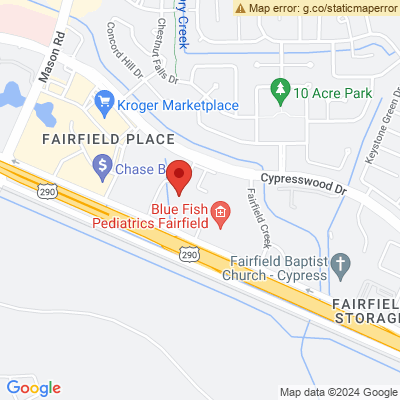 Map error: g.co/staticmaperror
Mason Rd
Concord Hill Dr
Chestnut Falls Dr
Creek
10 Acre Park
Kroger Marketplace
Keystone Green Dr
FAIRFIELD PLACE
Chase B
Cypresswood Dr
290
Blue Fish
Pediatrics Fairfield
Fairfield Creek
290
Fairfield Baptist
Church - Cypress
FAIRFIEL
STORAGE
Google
Map data ©2024 Google